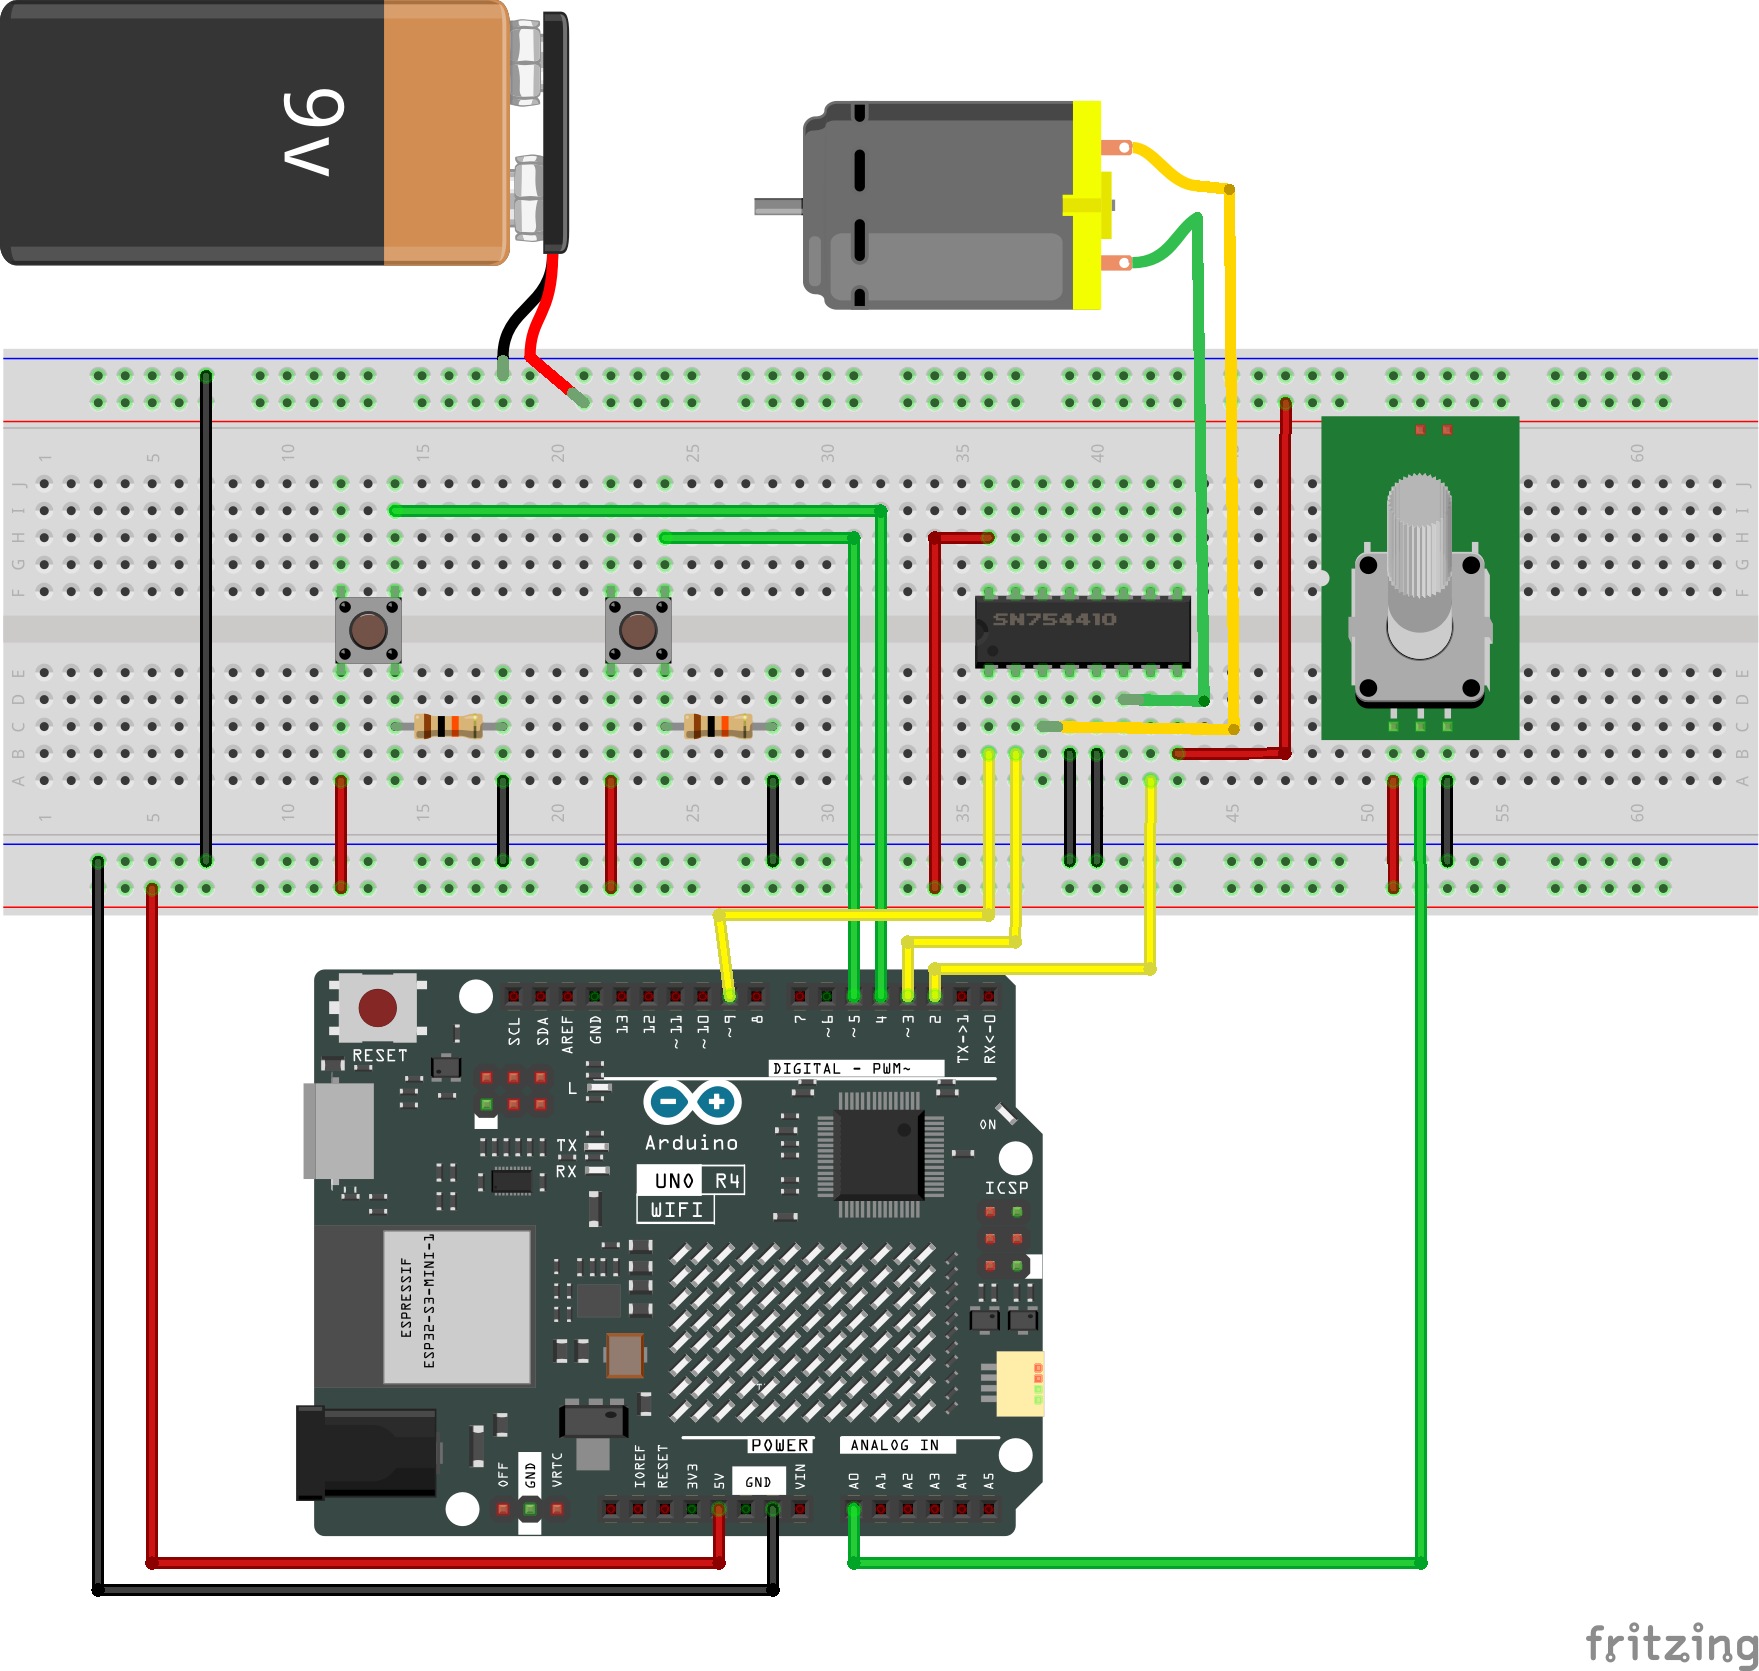 9v
1 5 10 15 20 25 30 35 40 60
J J
I I
H H
G G
F F
SN754410
E E
D D
C C
B B
A A
1 5 10 15 20 25 30 35 45 50 55 60
RESET
SCL SDA AREF GND 13 12 ~11 ~10 ~9 8 7 ~6 ~5 4 ~3 2 TX->1 RX<-0
DIGITAL - PWM~
L
ON
TX
Arduino
RX
UNO R4
WIFI
ICSP
ESPRESSIF
ESP32-S3-MINI-1
POWER
ANALOG IN
OFF GND VRTC IOREF RESET 3V3 5V GND VIN A0 A1 A2 A3 A4 A5
fritzing